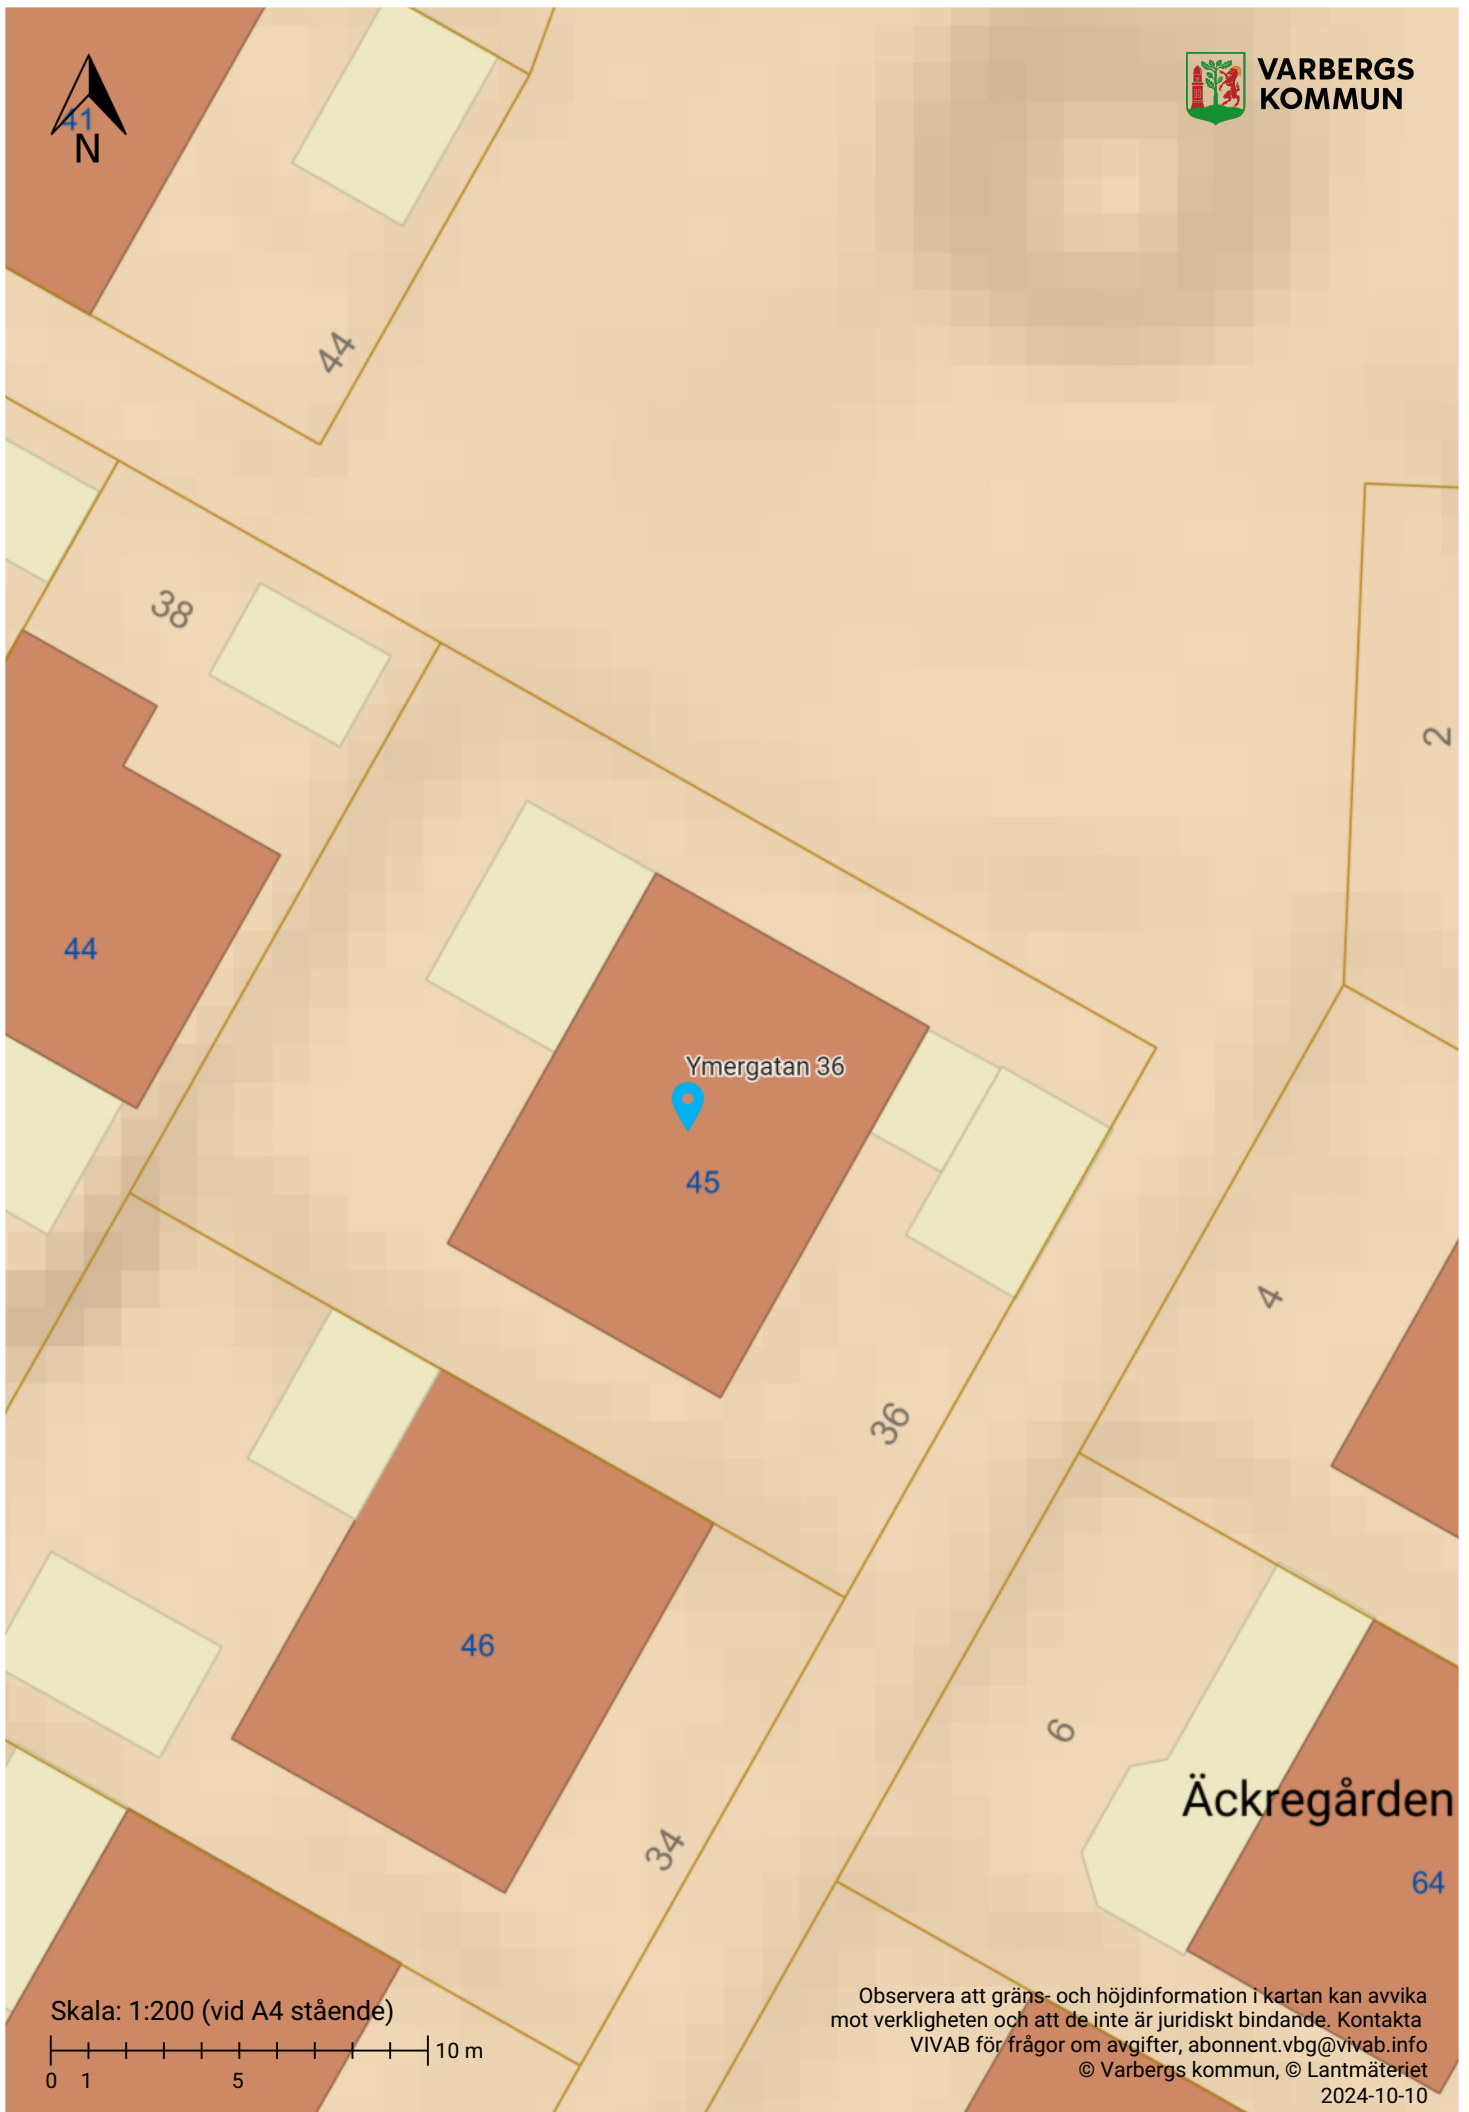 VARBERGS
KOMMUN
41
N
44
38
2
44
Ymergatan 36
45
4
36
46
6
Äckregården
34
64
Skala: 1:200 (vid A4 stående)
10 m
0 1 5
Observera att gräns- och höjdinformation i kartan kan avvika
mot verkligheten och att de inte är juridiskt bindande. Kontakta
VIVAB för frågor om avgifter, abonnent.vbg@vivab.info
© Varbergs kommun, © Lantmäteriet
2024-10-10